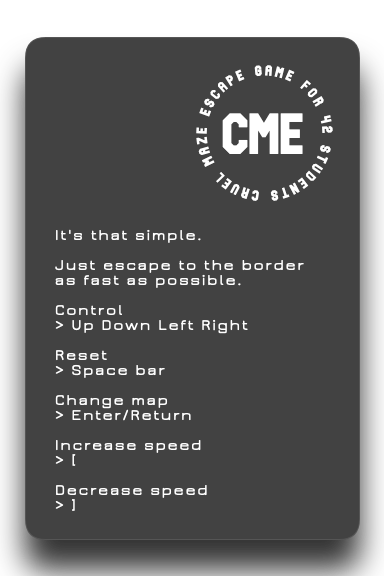 CRUEL MAZE ESCAPE GAME FOR 42 STUDENTS
CME
It's that simple.
Just escape to the border
as fast as possible.
Control
> Up Down Left Right
Reset
> Space bar
Change map
> Enter/Return
Increase speed
> [
Decrease speed
> ]